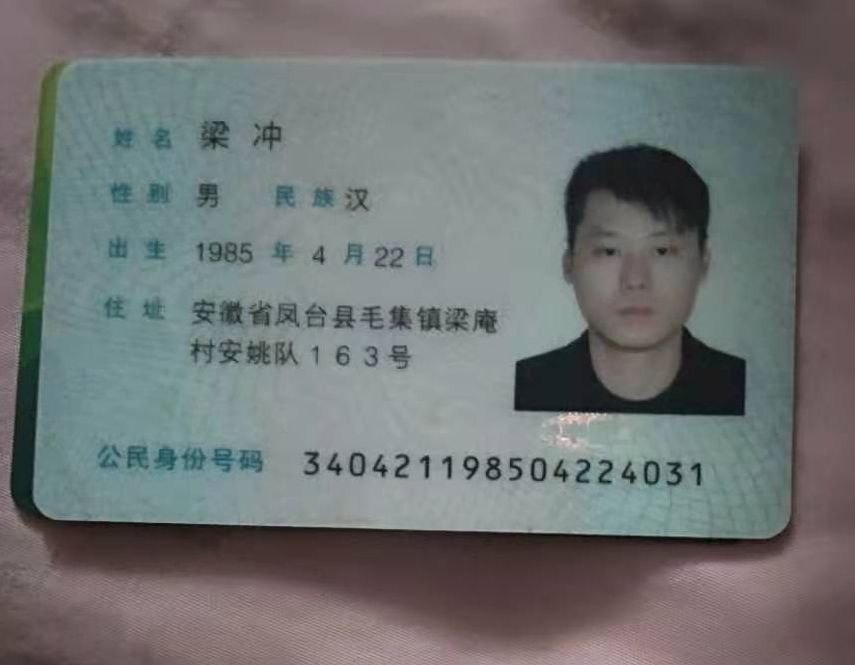 姓名 梁冲
性别 男 民族 汉
出生 1985 年 4 月 22 日
住址 安徽省凤台县毛集镇梁庵
村安姚队163号
公民身份号码 340421198504224031